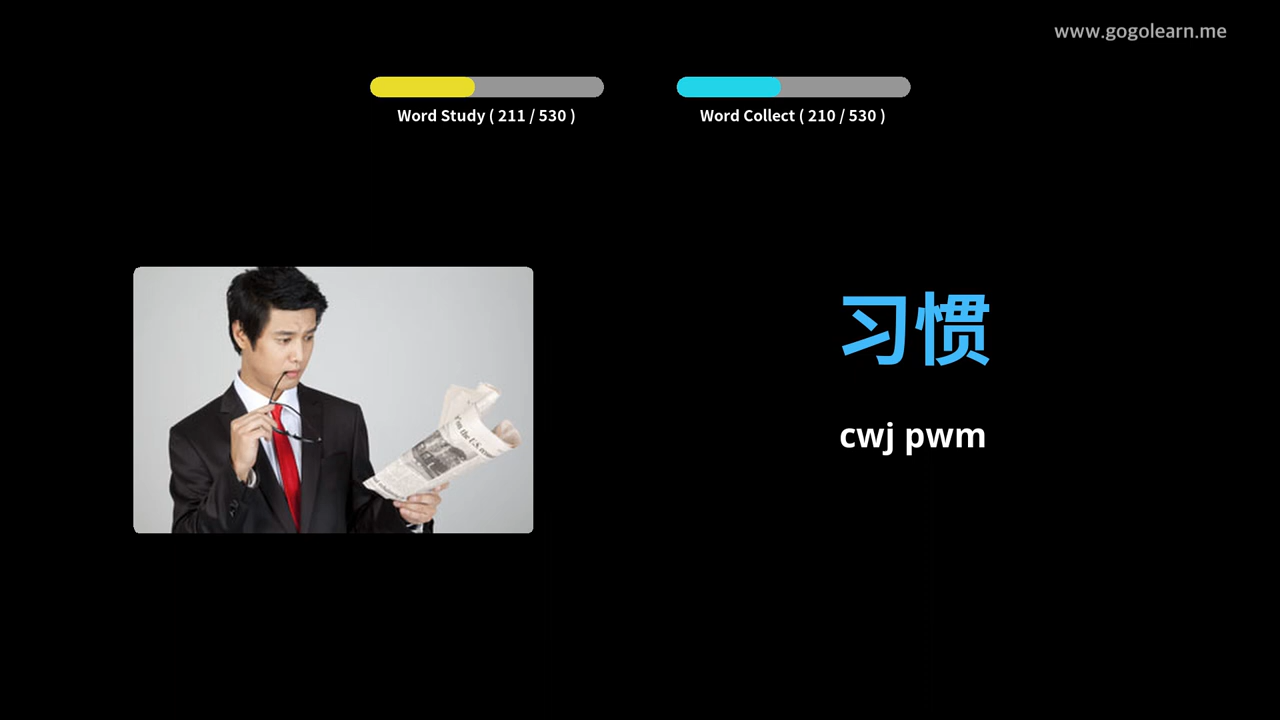 www.gogolearn.me
Word Study ( 211 / 530 )
Word Collect ( 210 / 530 )
习惯
cwj pwm